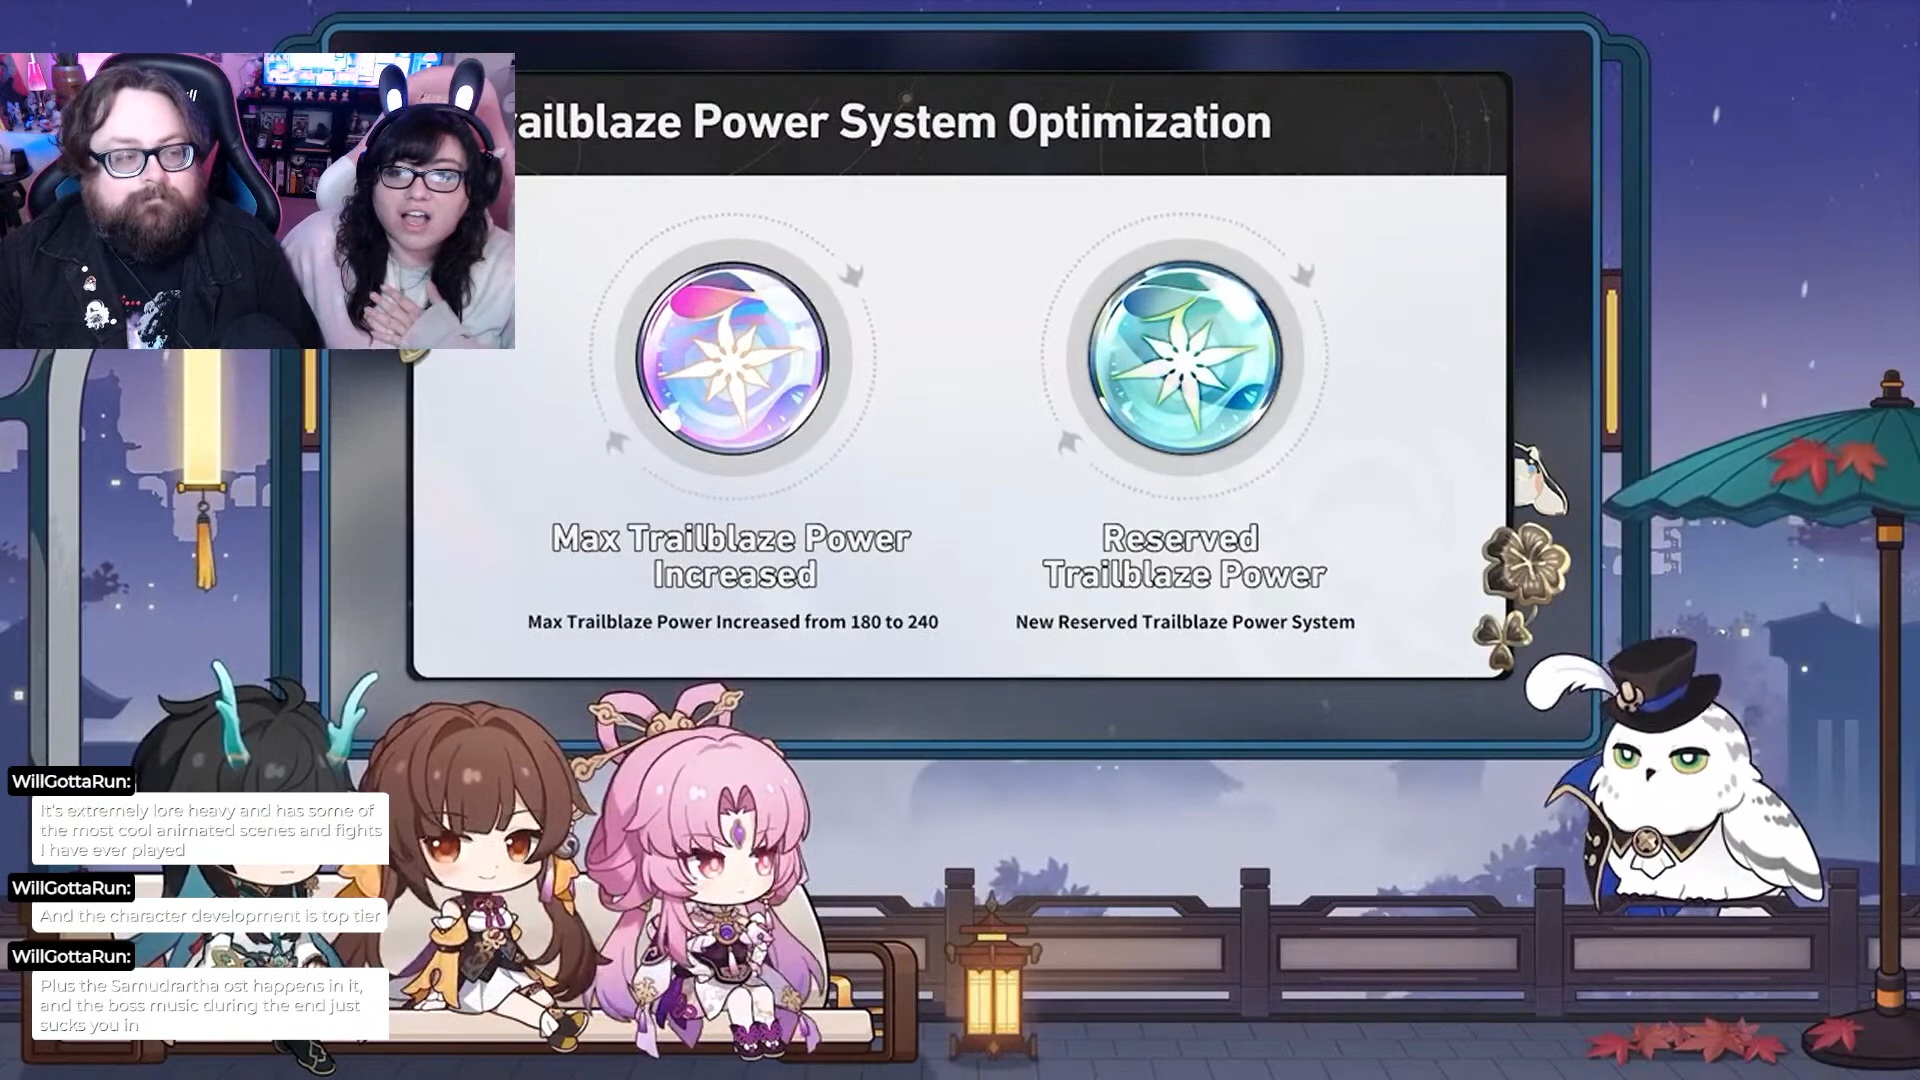 railblaze Power System Optimization
Max Trailblaze Power
Increased
Max Trailblaze Power Increased from 180 to 240
Reserved
Trailblaze Power
New Reserved Trailblaze Power System
WillGottaRun:
It's extremely lore heavy and has some of
the most cool animated scenes and fights
I have ever played
WillGottaRun:
And the character development is top tier
WillGottaRun:
Plus the Samudrartha ost happens in it,
and the boss music during the end just
sucks you in